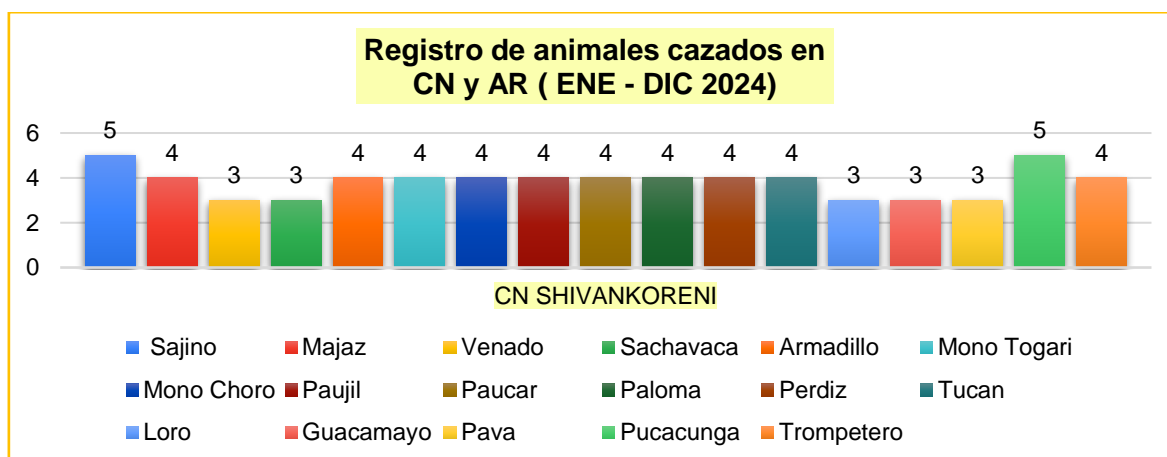 Registro de animales cazados en
CN y AR ( ENE - DIC 2024)
6
4
2
0
5 4 3 3 4 4 4 4 4 4 4 4 3 3 3 5 4
CN SHIVANKORENI
Sajino Majaz Venado Sachavaca Armadillo Mono Togari
Mono Choro Paujil Paucar Paloma Perdiz Tucan
Loro Guacamayo Pava Pucacunga Trompetero